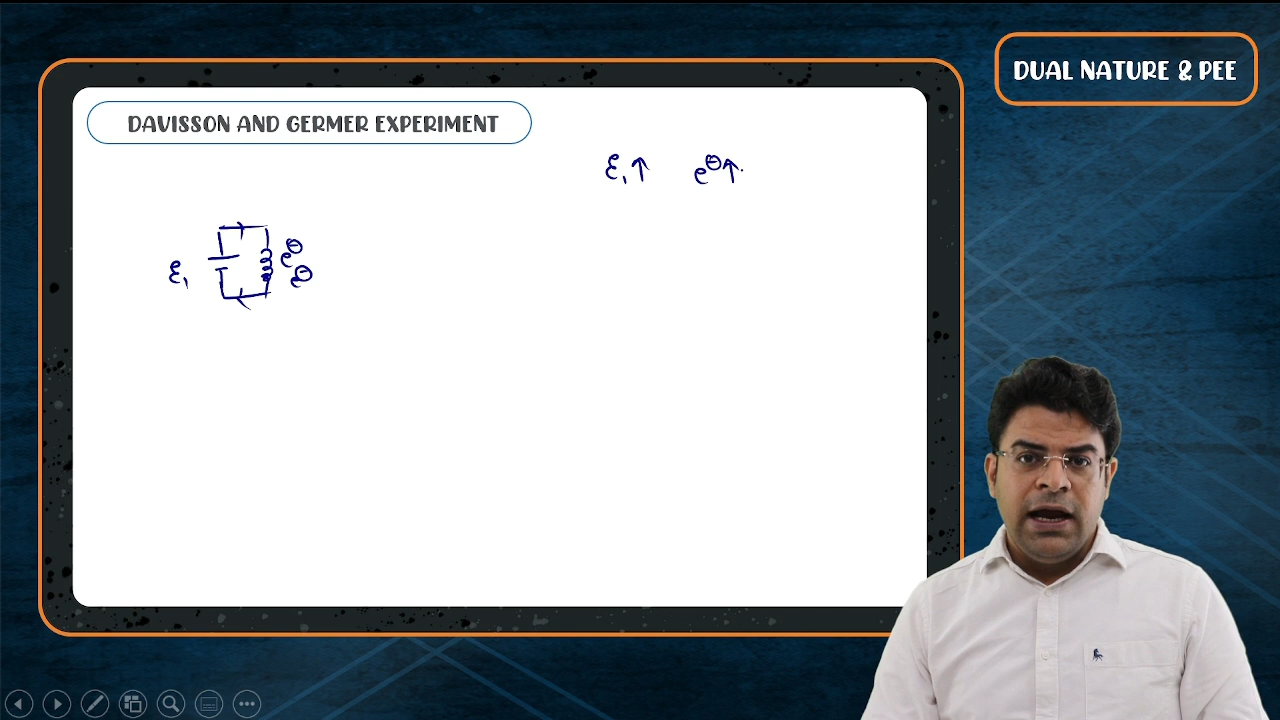 DUAL NATURE & PEE
DAVISSON AND GERMER EXPERIMENT
ε₁↑ e⊖↑
e⊖
ε₁ e⊖